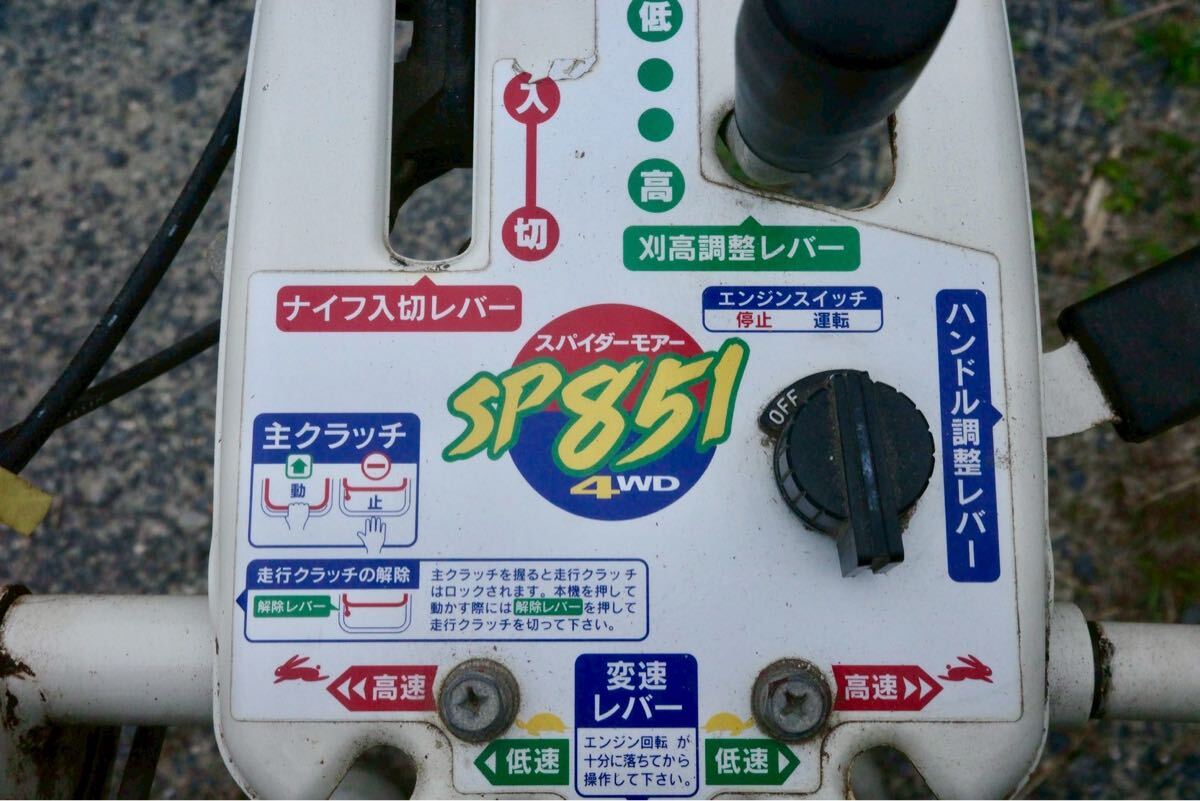 低
入
高
切
刈高調整レバー
ナイフ入切レバー
エンジンスイッチ
停止 運転
ハンドル調整レバー
スパイダーモアー
SP851
4WD
OFF
主クラッチ
動
止
走行クラッチの解除
解除レバー
主クラッチを握ると走行クラッチ
はロックされます。本機を押して
動かす際には解除レバーを押して
走行クラッチを切って下さい。
高速
変速
レバー
高速
低速
エンジン回転が
十分に落ちてから
操作して下さい。
低速